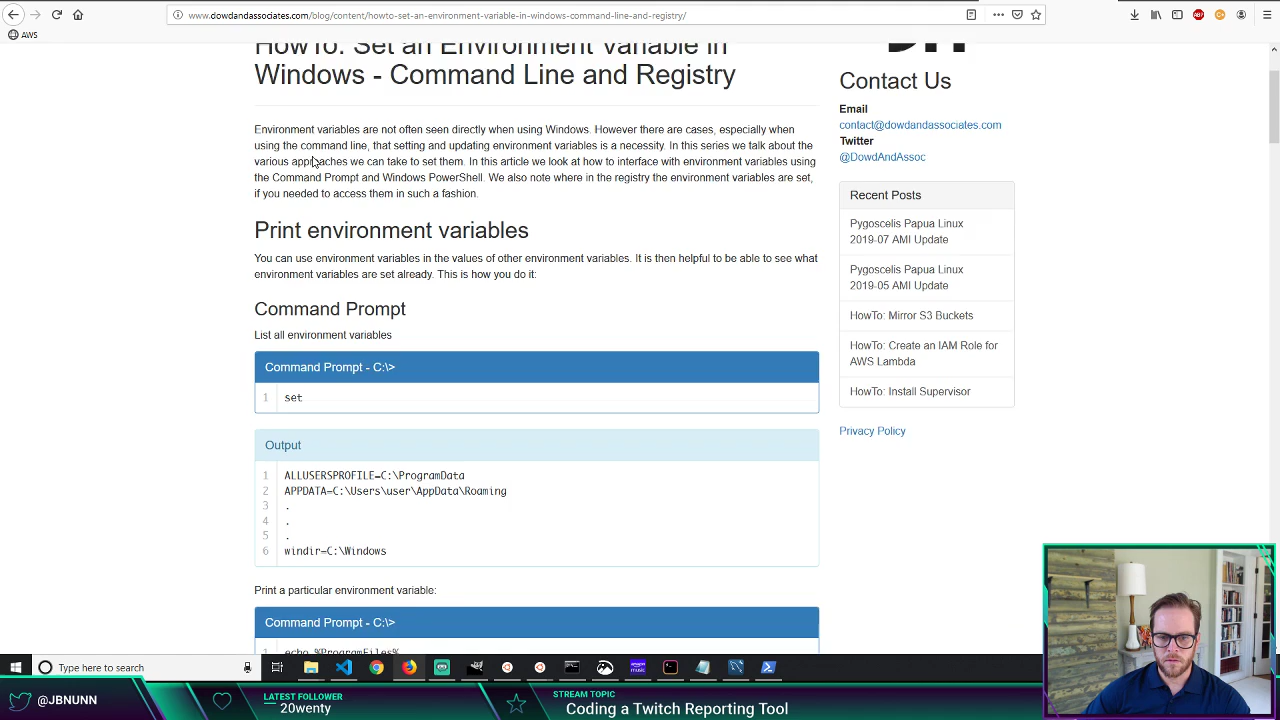 www.dowdandassociates.com/blog/content/howto-set-an-environment-variable-in-windows-command-line-and-registry/
AWS
HowTo: Set an Environment Variable in
Windows - Command Line and Registry
Environment variables are not often seen directly when using Windows. However there are cases, especially when
using the command line, that setting and updating environment variables is a necessity. In this series we talk about the
various approaches we can take to set them. In this article we look at how to interface with environment variables using
the Command Prompt and Windows PowerShell. We also note where in the registry the environment variables are set,
if you needed to access them in such a fashion.
Print environment variables
You can use environment variables in the values of other environment variables. It is then helpful to be able to see what
environment variables are set already. This is how you do it:
Command Prompt
List all environment variables
Command Prompt - C:\>
1 set
Output
1 ALLUSERSPROFILE=C:\ProgramData
2 APPDATA=C:\Users\user\AppData\Roaming
3 .
4 .
5 .
6 windir=C:\Windows
Print a particular environment variable:
Command Prompt - C:\>
echo %ProgramFiles%
Contact Us
Email
contact@dowdandassociates.com
Twitter
@DowdAndAssoc
Recent Posts
Pygoscelis Papua Linux
2019-07 AMI Update
Pygoscelis Papua Linux
2019-05 AMI Update
HowTo: Mirror S3 Buckets
HowTo: Create an IAM Role for
AWS Lambda
HowTo: Install Supervisor
Privacy Policy
Type here to search
amazon
music
@JBNUNN
LATEST FOLLOWER
20wenty
STREAM TOPIC
Coding a Twitch Reporting Tool